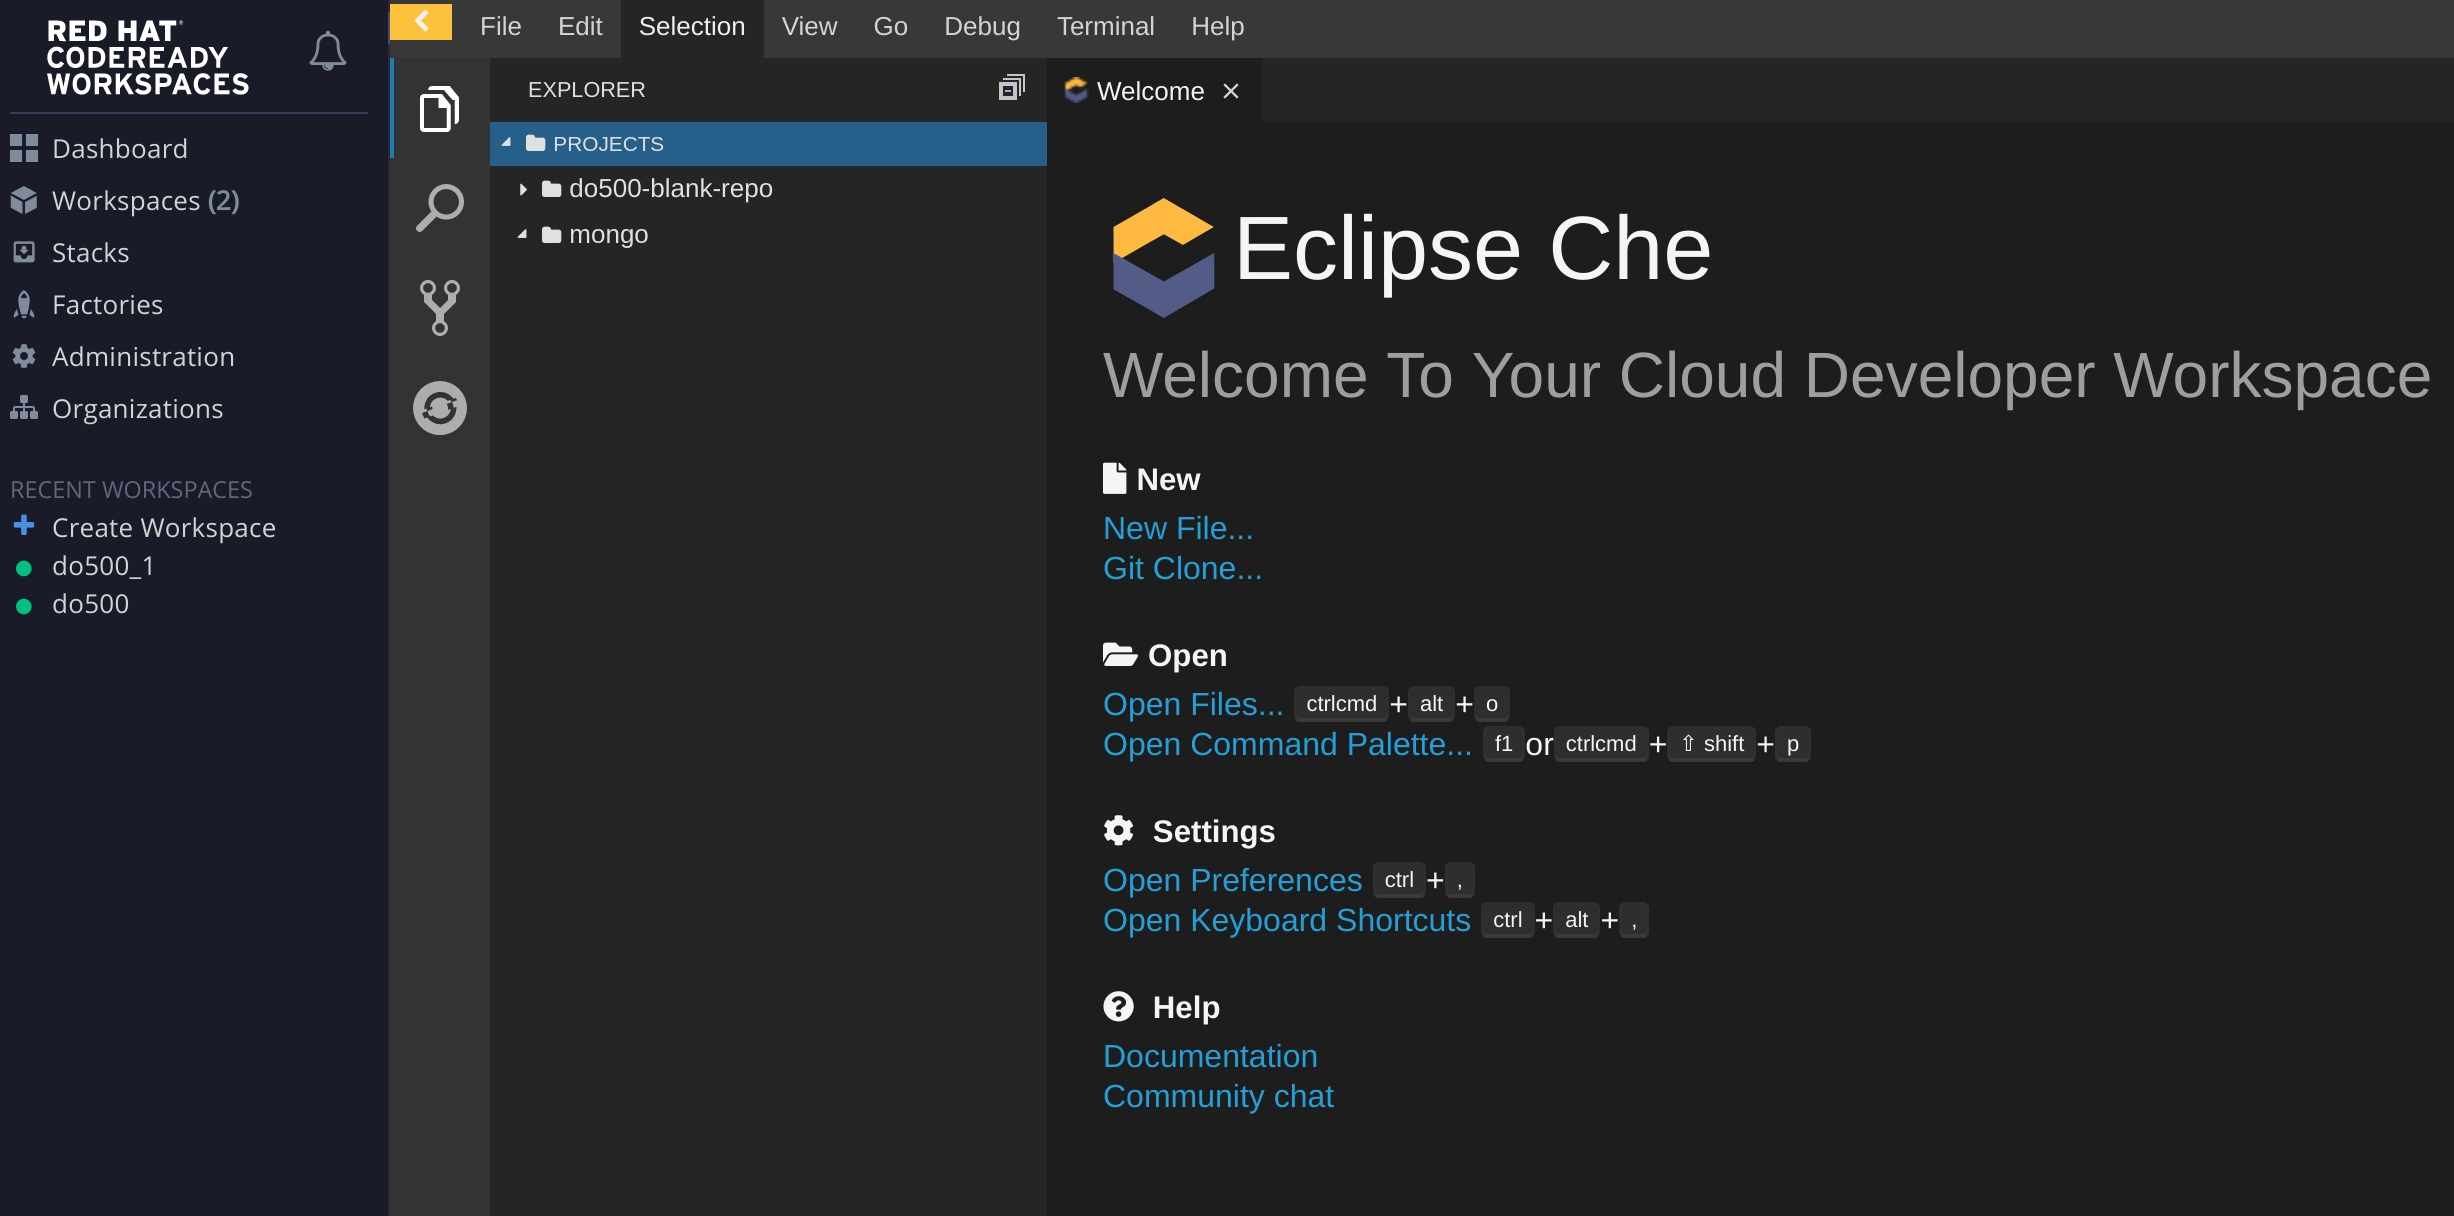 RED HAT
CODEREADY
WORKSPACES
Dashboard
Workspaces (2)
Stacks
Factories
Administration
Organizations
RECENT WORKSPACES
Create Workspace
do500_1
do500
File Edit Selection View Go Debug Terminal Help
EXPLORER
PROJECTS
do500-blank-repo
mongo
Welcome
Eclipse Che
Welcome To Your Cloud Developer Workspace
New
New File...
Git Clone...
Open
Open Files... ctrlcmd+alt+o
Open Command Palette... f1 or ctrlcmd+⇧ shift+p
Settings
Open Preferences ctrl+,
Open Keyboard Shortcuts ctrl+alt+,
Help
Documentation
Community chat